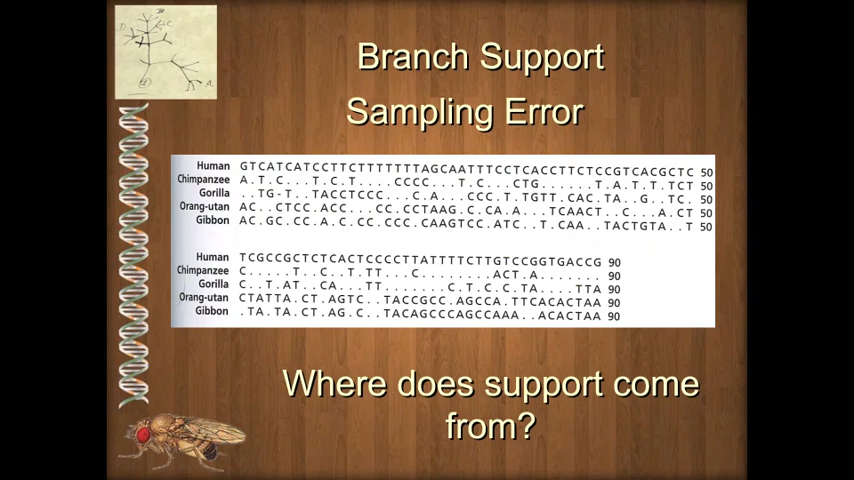 Branch Support
Sampling Error
Human GTCATCATCCTTCTTTTTTTTAGCAATTTCCTCACCTTCTCCGTCACGCTC 50
Chimpanzee A.T.C...T.C.T....CCCC...T.C...CTG......T.A.T.T.TCT 50
Gorilla ..TG-T..TACCTCCC...C.A...CCC.T.TGTT.CAC.TA..G..TC. 50
Orang-utan AC..CTCC.ACC...CC.CCTAAG.C.CA.A...TCAACT..C...A.CT 50
Gibbon AC.GC.CC.A.C.CC.CCC.CAAGTCC.ATC..T.CAA..TACTGTA..T 50
Human TCGCCGCTCTCACTCCCCTTATTTTCTTGTCCGGTGACCG 90
Chimpanzee C.....T..C..T.TT...C........ACT.A....... 90
Gorilla C..T.AT..CA...TT.......C.T.C.C.TA....TTA 90
Orang-utan CTATTA.CT.AGTC..TACCGCC.AGCCA.TTCACACTAA 90
Gibbon .TA.TA.CT.AG.C..TACAGCCCAGCCAAA..ACACTAA 90
Where does support come
from?